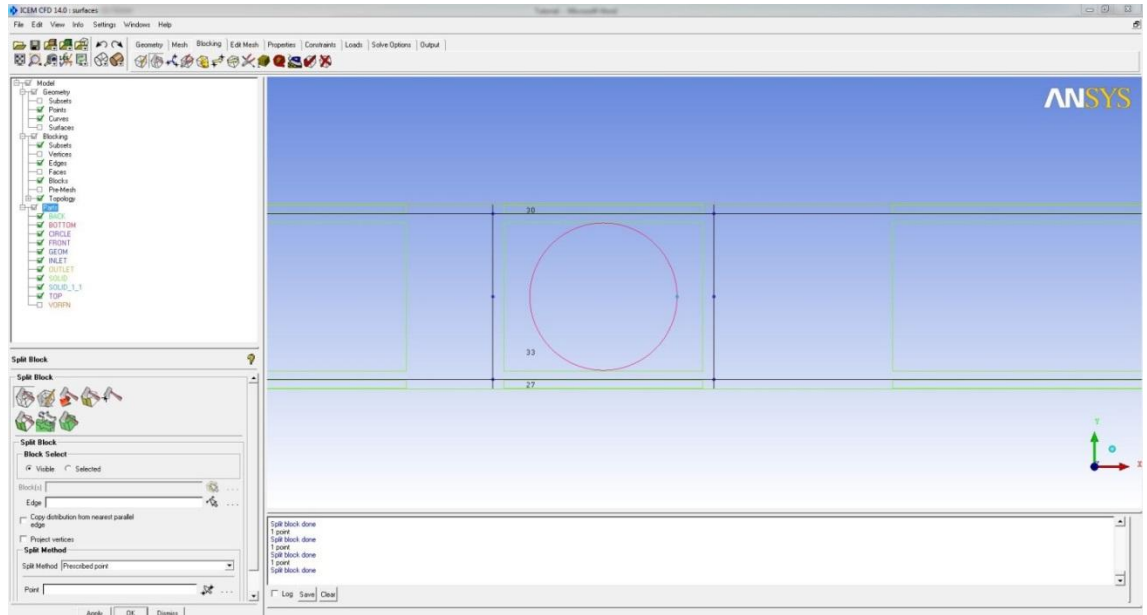 ICEM CFD 14.0 : surfaces
Tutorial - Microsoft Word
File Edit View Info Settings Windows Help
Geometry Mesh Blocking Edit Mesh Properties Constraints Loads Solve Options Output
Model
Geometry
Subsets
Points
Curves
Surfaces
Blocking
Subsets
Vertices
Edges
Faces
Blocks
Pre-Mesh
Topology
Parts
BACK
BOTTOM
CIRCLE
FRONT
GEOM
INLET
OUTLET
SOLID
SOLID_1_1
TOP
VORFN
ANSYS
30
33
27
Y
X
Split Block
Split Block
Split Block
Block Select
Visible Selected
Block(s)
Edge
Copy distribution from nearest parallel
edge
Project vertices
Split Method
Split Method Prescribed point
Point
Apply OK Dismiss
Split block done
1 point
Split block done
1 point
Split block done
1 point
Split block done
Log Save Clear